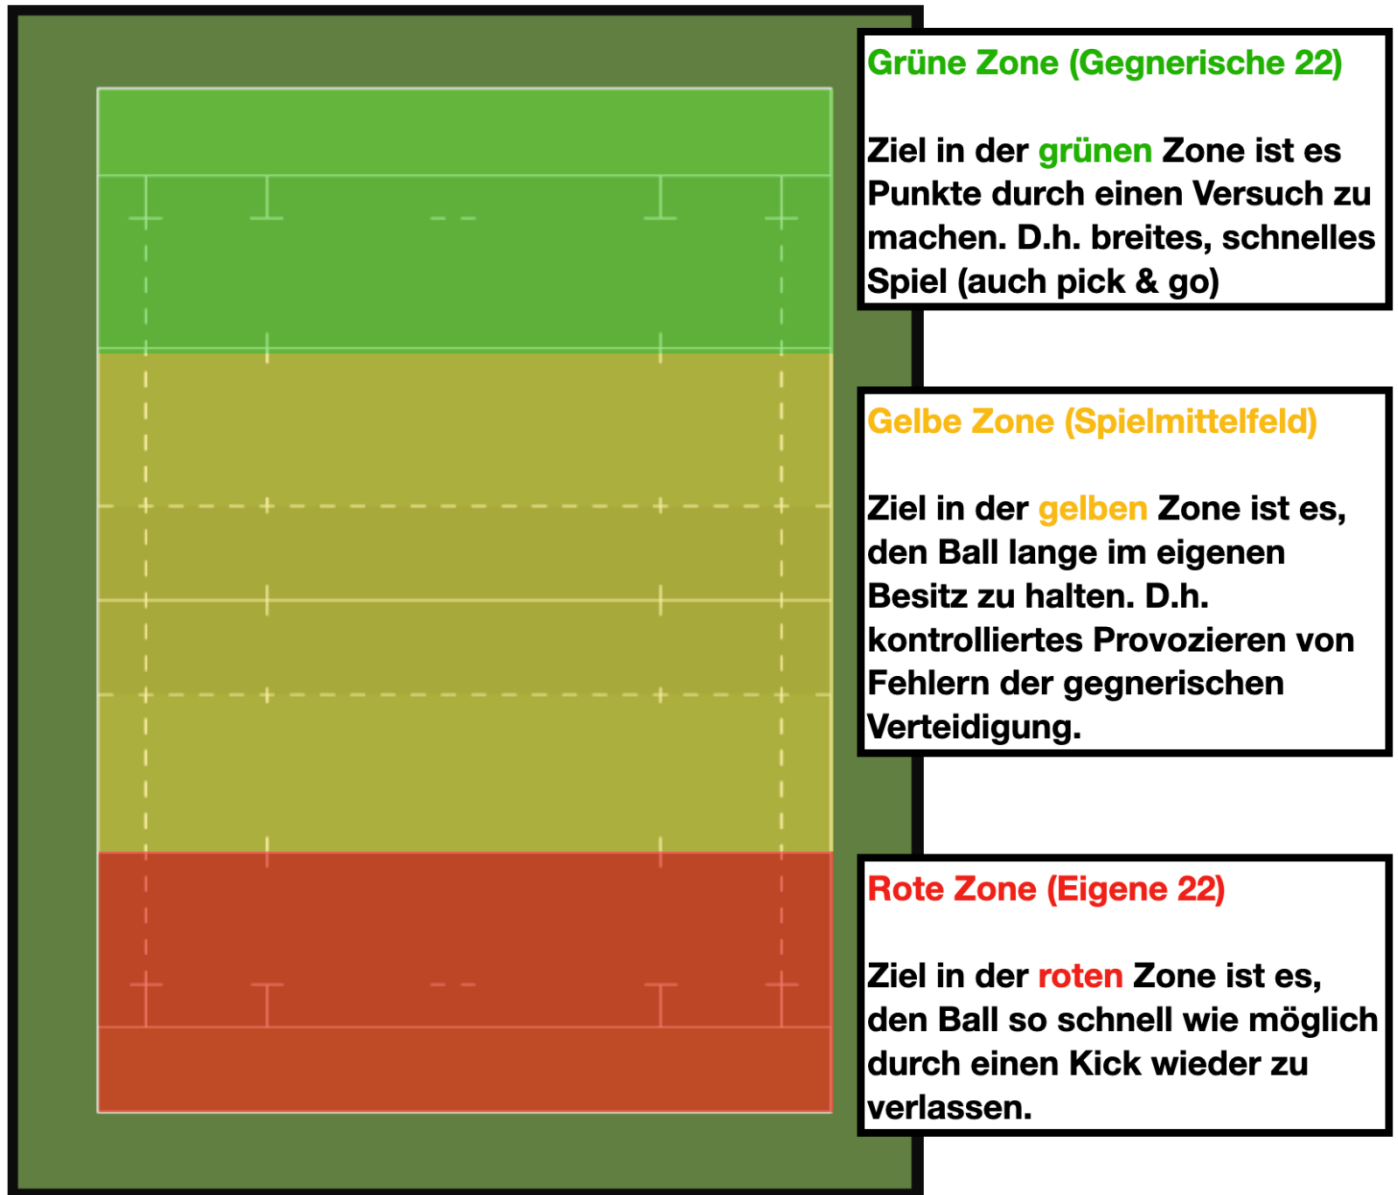 Grüne Zone (Gegnerische 22)
Ziel in der grünen Zone ist es
Punkte durch einen Versuch zu
machen. D.h. breites, schnelles
Spiel (auch pick & go)
Gelbe Zone (Spielmittelfeld)
Ziel in der gelben Zone ist es,
den Ball lange im eigenen
Besitz zu halten. D.h.
kontrolliertes Provozieren von
Fehlern der gegnerischen
Verteidigung.
Rote Zone (Eigene 22)
Ziel in der roten Zone ist es,
den Ball so schnell wie möglich
durch einen Kick wieder zu
verlassen.